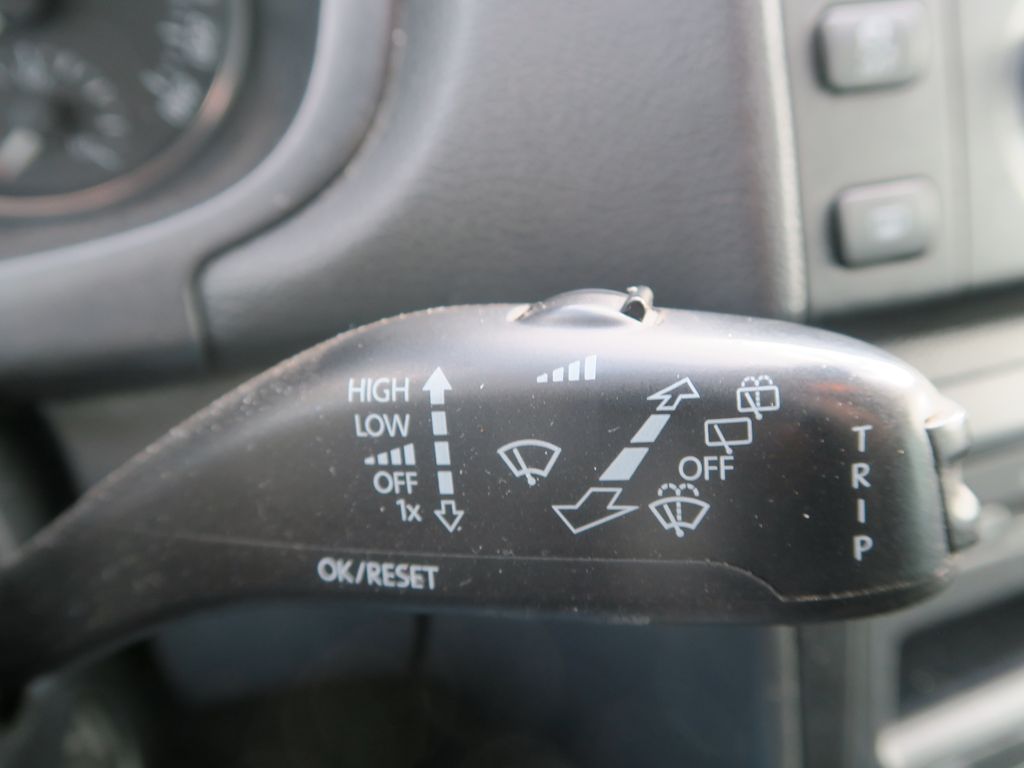 HIGH
LOW
OFF
1x
OFF
TRIP
OK/RESET